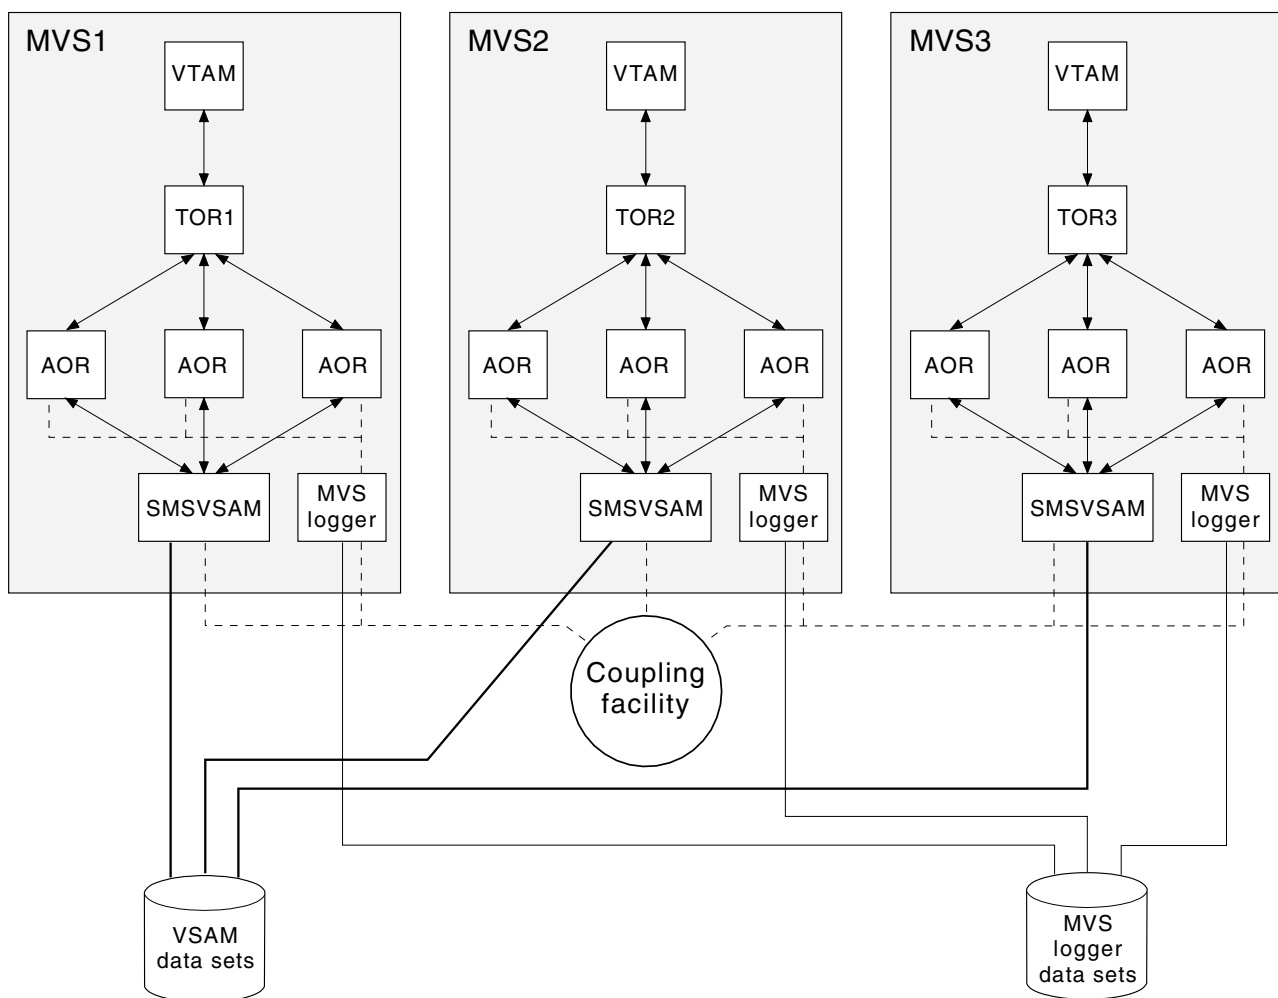 MVS1
VTAM
TOR1
AOR
AOR
AOR
SMSVSAM
MVS
logger
MVS2
VTAM
TOR2
AOR
AOR
AOR
SMSVSAM
MVS
logger
MVS3
VTAM
TOR3
AOR
AOR
AOR
SMSVSAM
MVS
logger
Coupling
facility
VSAM
data sets
MVS
logger
data sets